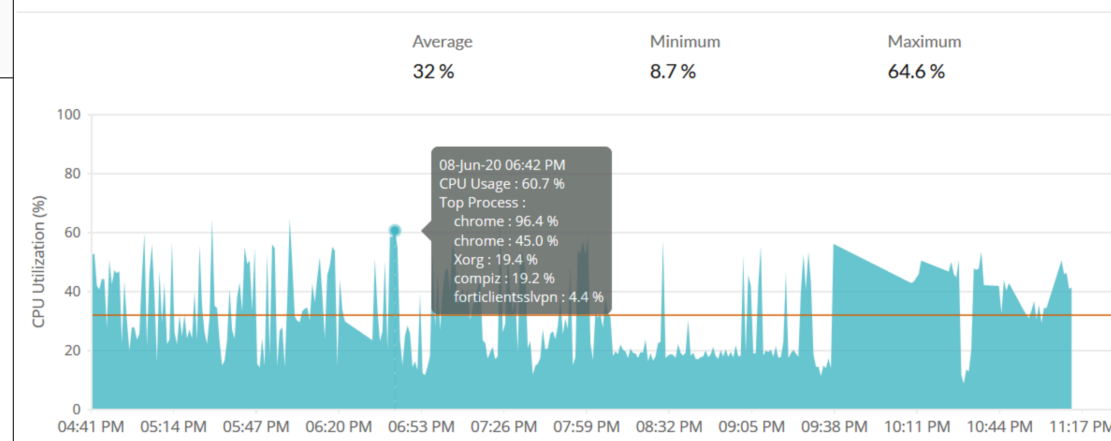 Average Minimum Maximum
32 % 8.7 % 64.6 %
100
80
60
40
20
0
CPU Utilization (%)
08-Jun-20 06:42 PM
CPU Usage : 60.7 %
Top Process :
chrome : 96.4 %
chrome : 45.0 %
Xorg : 19.4 %
compiz : 19.2 %
forticlientsslvpn : 4.4 %
04:41 PM 05:14 PM 05:47 PM 06:20 PM 06:53 PM 07:26 PM 07:59 PM 08:32 PM 09:05 PM 09:38 PM 10:11 PM 10:44 PM 11:17 PM